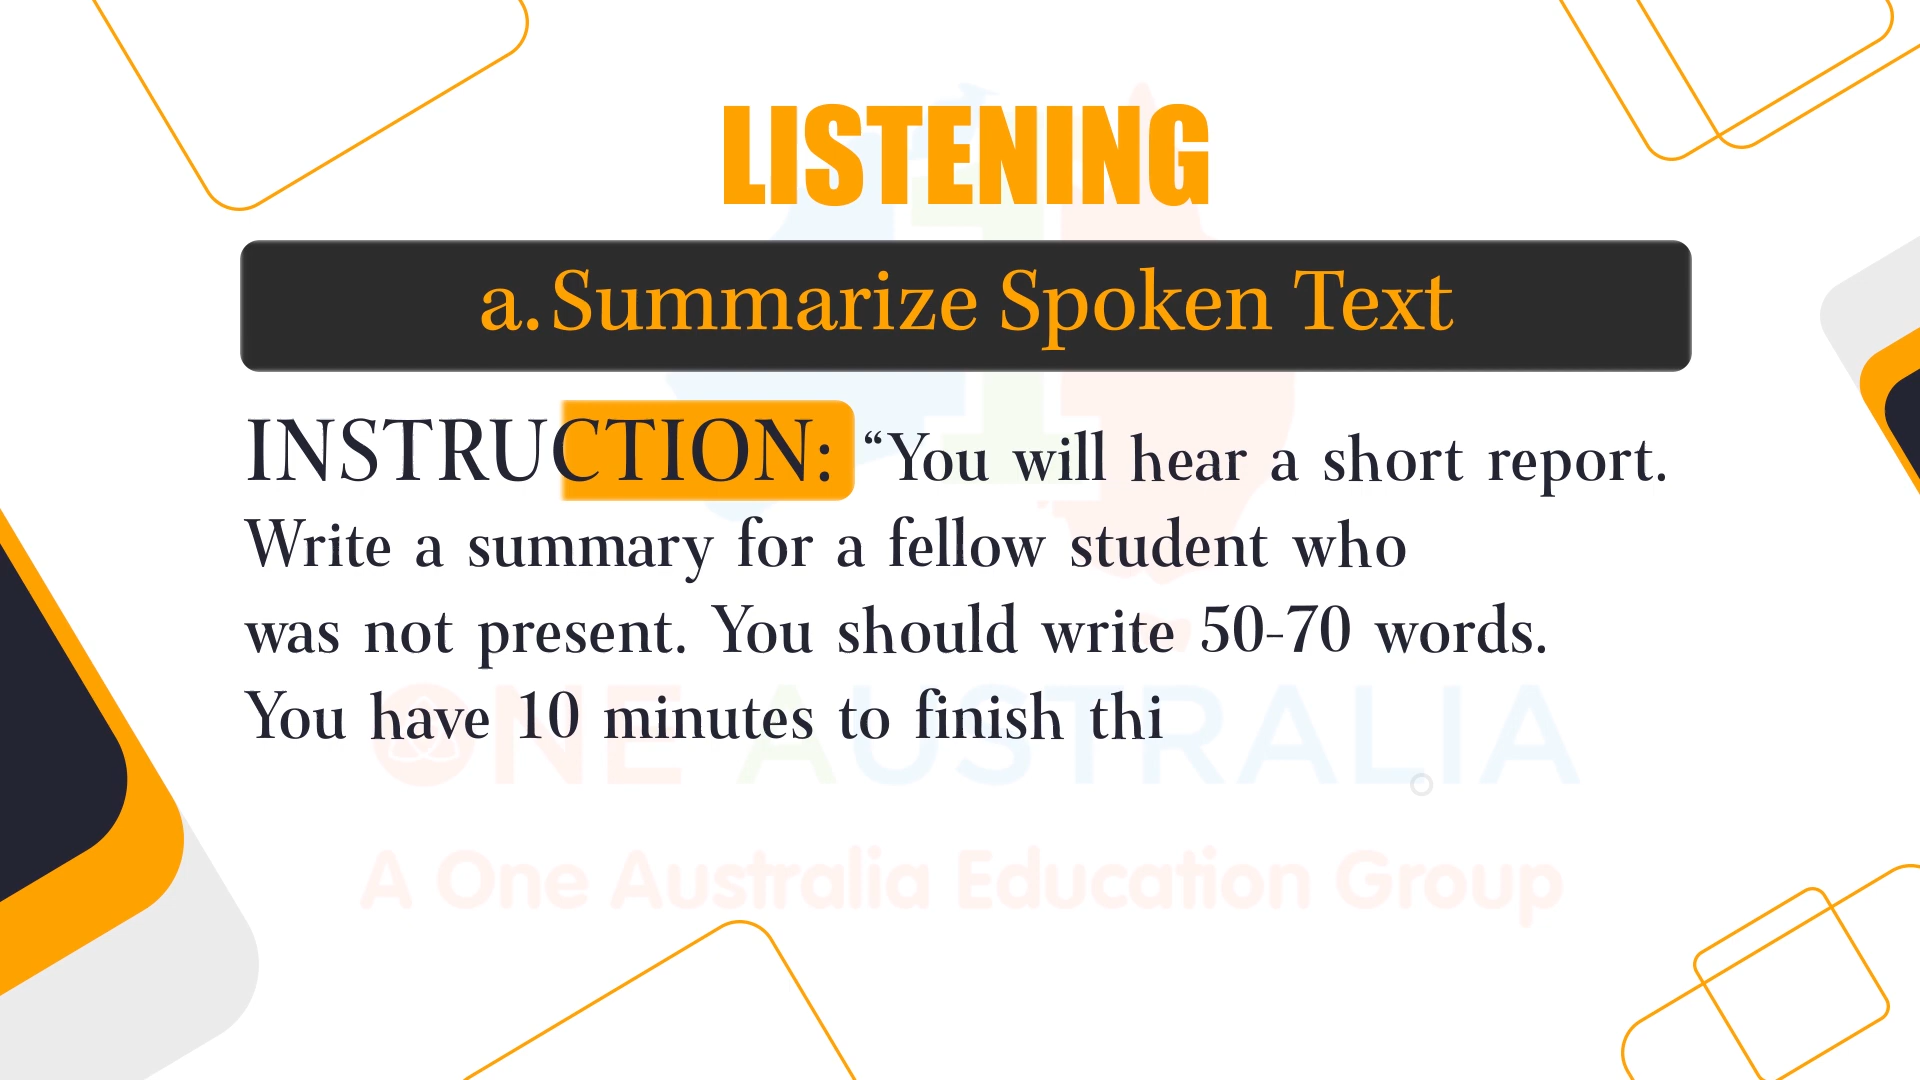 LISTENING
a. Summarize Spoken Text
INSTRUCTION: “You will hear a short report.
Write a summary for a fellow student who
was not present. You should write 50-70 words.
You have 10 minutes to finish thi
ONE AUSTRALIA
A One Australia Education Group